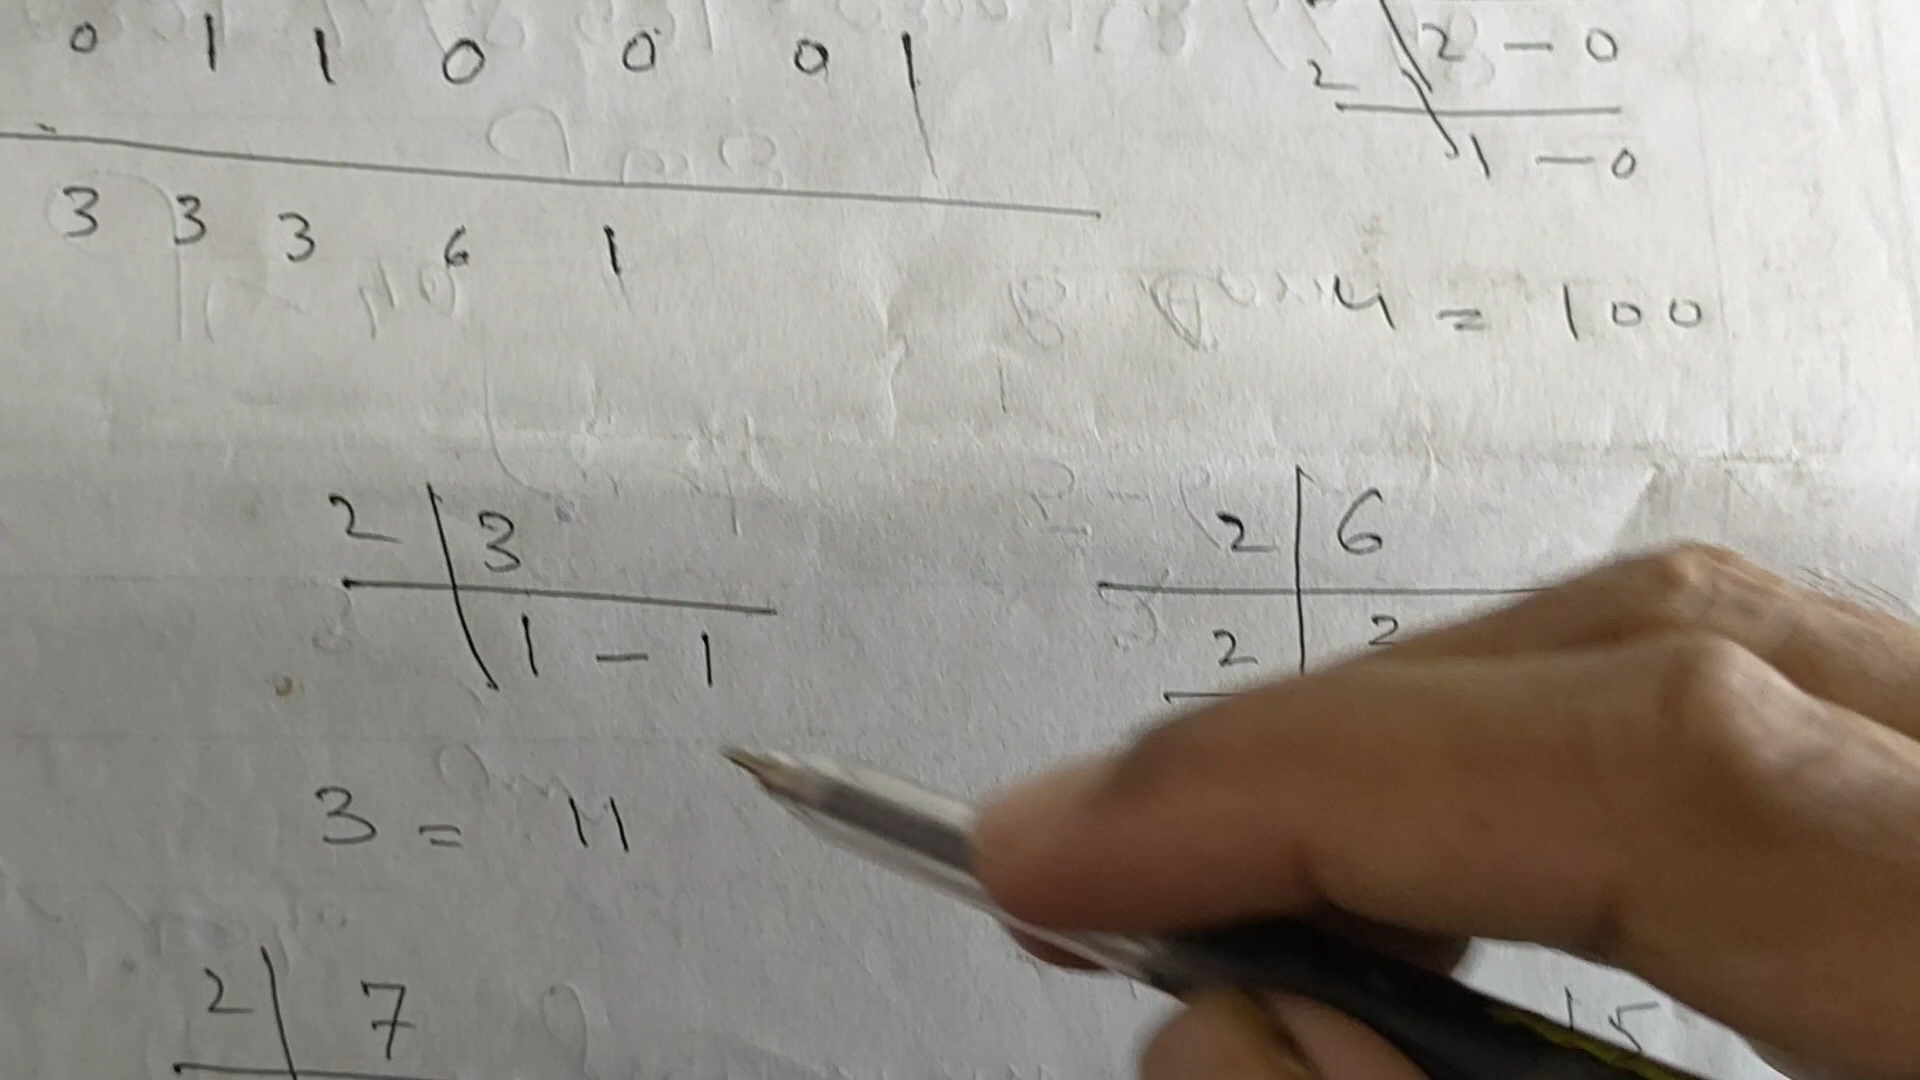 0 1 1 0 0 0 1
3 3 3 6 1
2 2 - 0
1 - 0
4 = 100
2 3
1 - 1
3 = 11
2 6
2 2
2 7
15